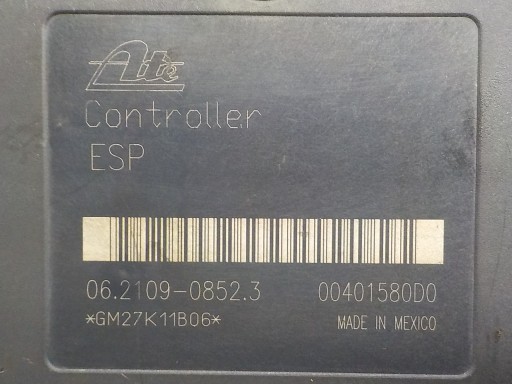 Ate
Controller
ESP
06.2109-0852.3 00401580D0
*GM27K11B06* MADE IN MEXICO